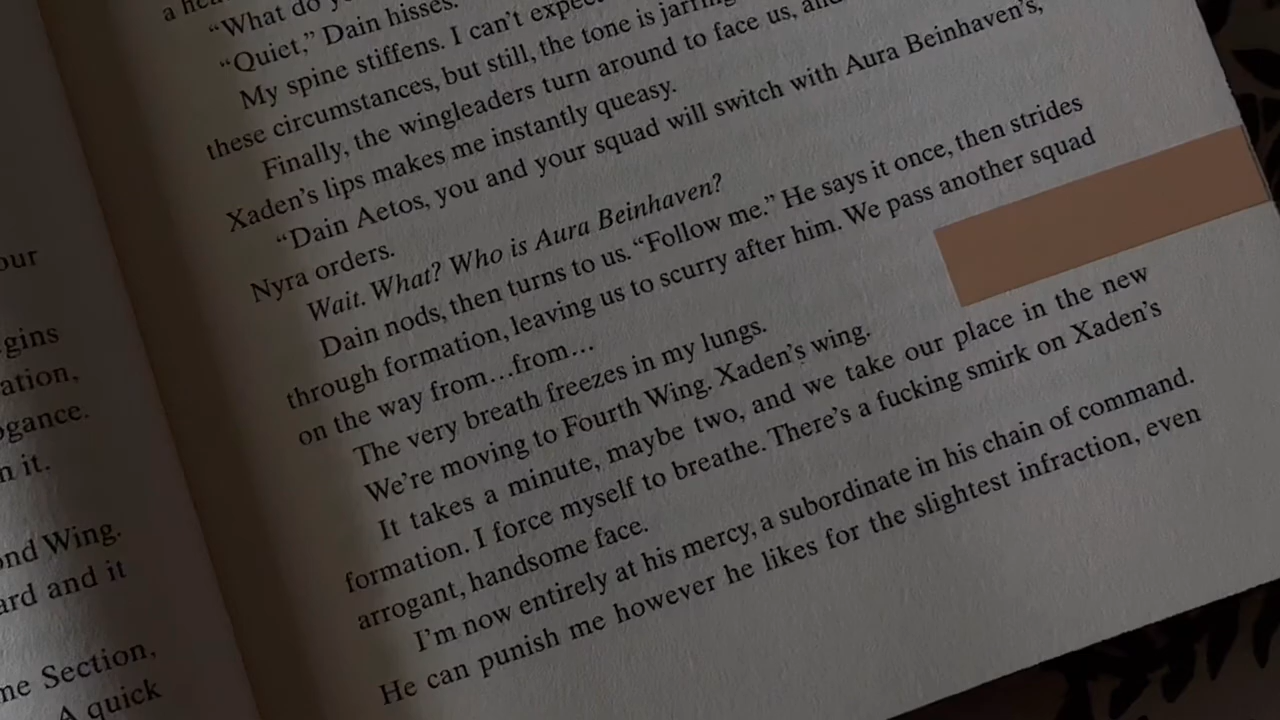 our
gins
ation,
ogance.
n it.
ond Wing.
ard and it
me Section,
A quick
a
“What do
“Quiet,” Dain hisses.
My spine stiffens. I can’t
these circumstances, but still, the tone is
Finally, the wingleaders turn around to face us, and
Xaden’s lips makes me instantly queasy.
“Dain Aetos, you and your squad will switch with Aura Beinhaven’s,
Nyra orders.
Wait. What? Who is Aura Beinhaven?
Dain nods, then turns to us. “Follow me.” He says it once, then strides
through formation, leaving us to scurry after him. We pass another squad
on the way from…from…
The very breath freezes in my lungs.
We’re moving to Fourth Wing. Xaden’s wing.
It takes a minute, maybe two, and we take our place in the new
formation. I force myself to breathe. There’s a fucking smirk on Xaden’s
arrogant, handsome face.
I’m now entirely at his mercy, a subordinate in his chain of command.
He can punish me however he likes for the slightest infraction, even